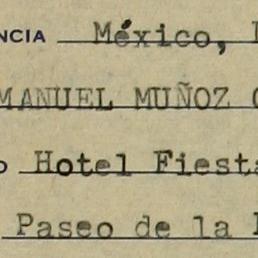 NCIA México,
MANUEL MUÑOZ
Hotel Fiesta
Paseo de la